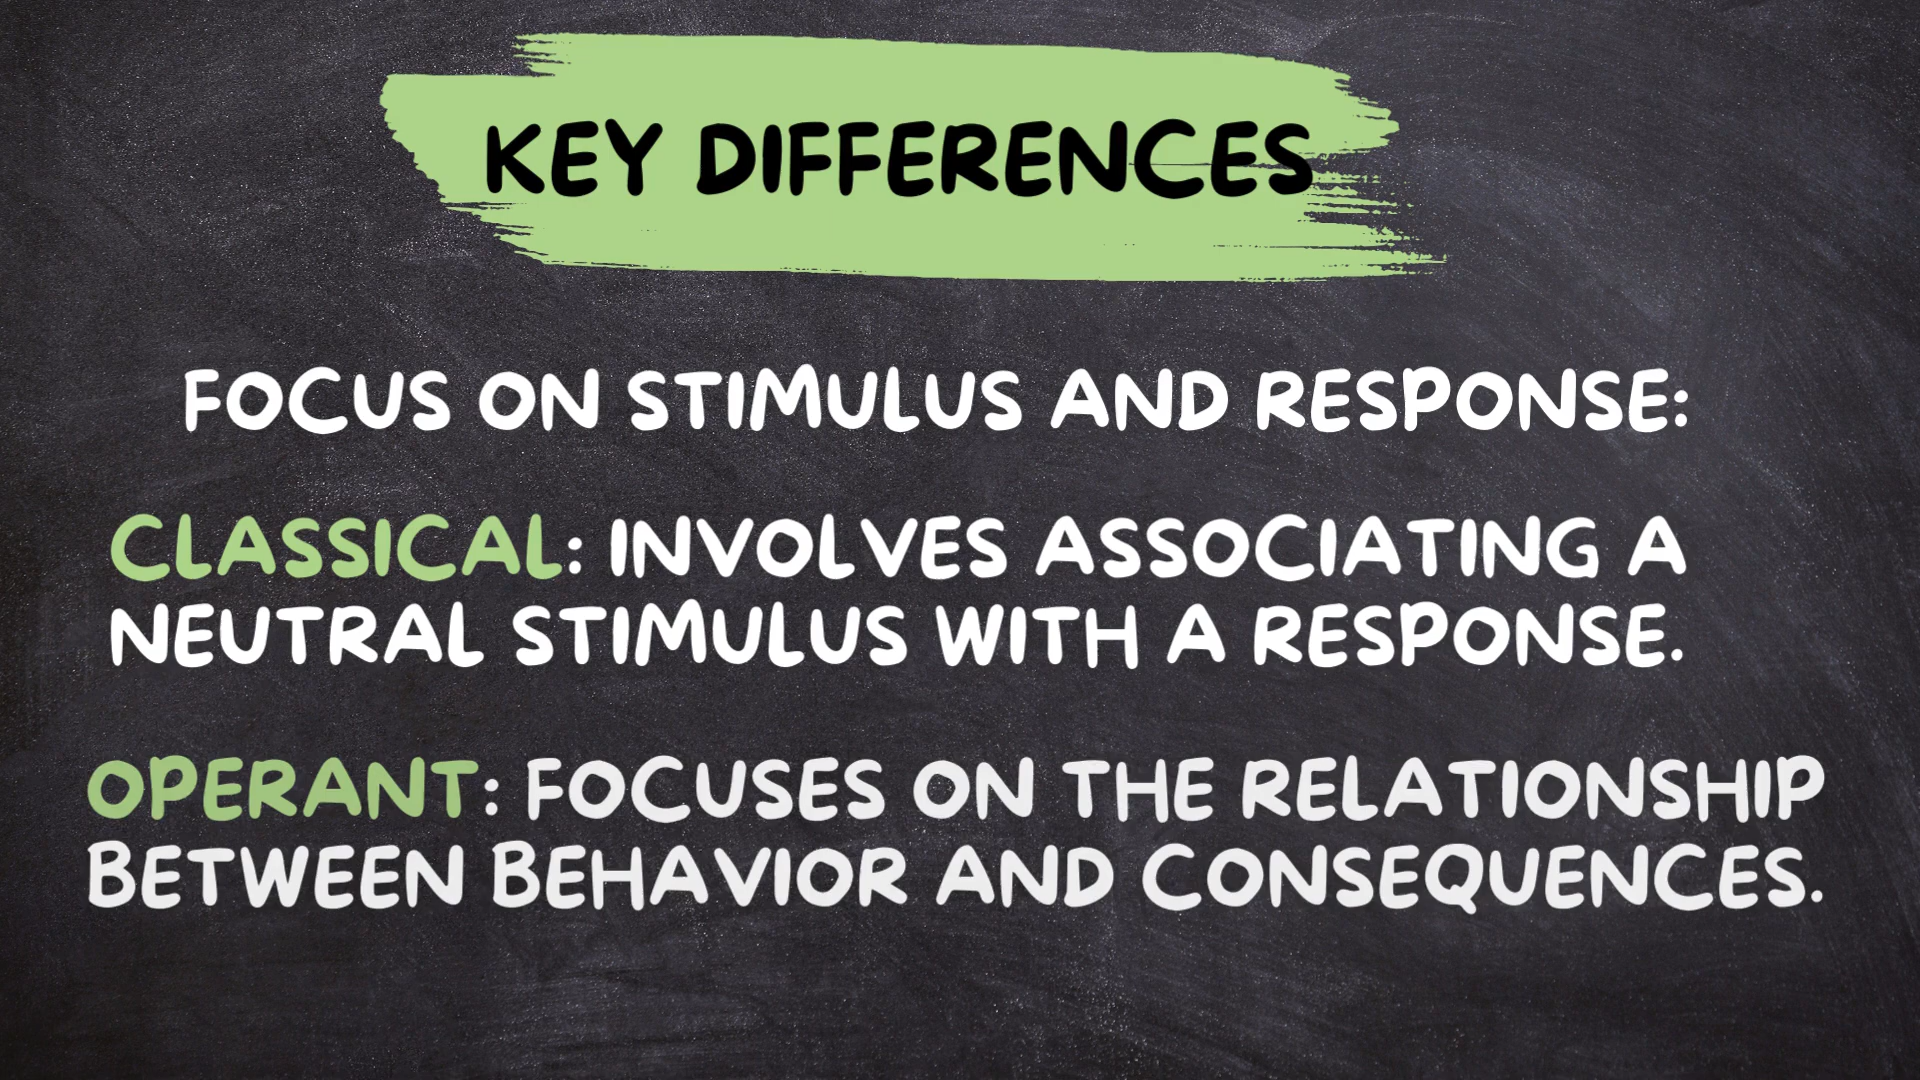 KEY DIFFERENCES
FOCUS ON STIMULUS AND RESPONSE:
CLASSICAL: INVOLVES ASSOCIATING A
NEUTRAL STIMULUS WITH A RESPONSE.
OPERANT: FOCUSES ON THE RELATIONSHIP
BETWEEN BEHAVIOR AND CONSEQUENCES.